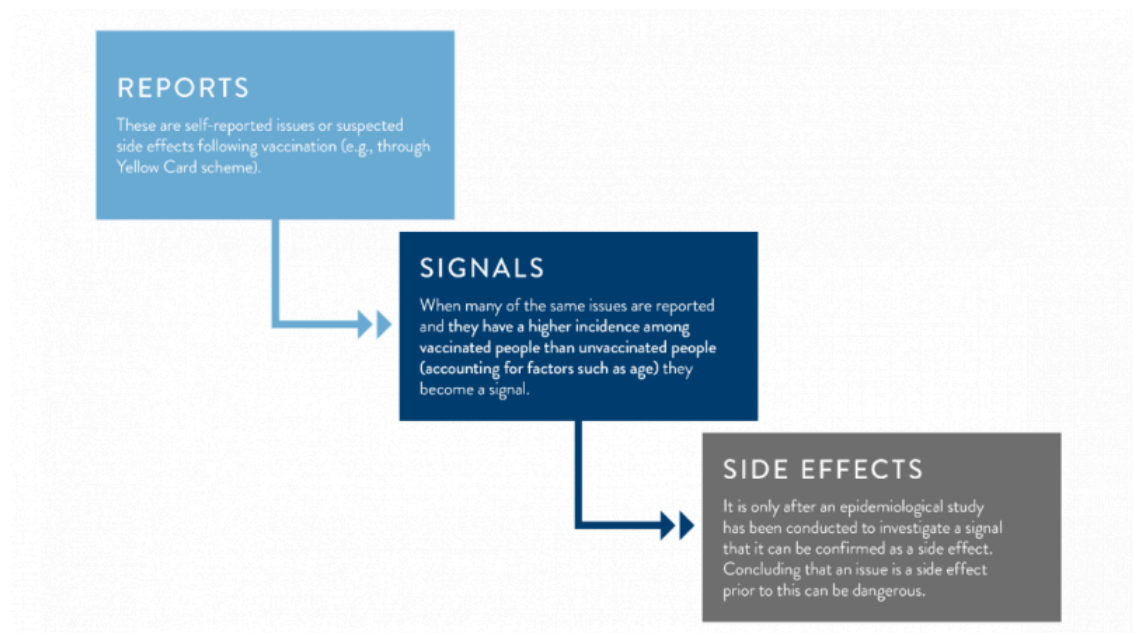 REPORTS
These are self-reported issues or suspected
side effects following vaccination (e.g., through
Yellow Card scheme).
SIGNALS
When many of the same issues are reported
and they have a higher incidence among
vaccinated people than unvaccinated people
(accounting for factors such as age) they
become a signal.
SIDE EFFECTS
It is only after an epidemiological study
has been conducted to investigate a signal
that it can be confirmed as a side effect.
Concluding that an issue is a side effect
prior to this can be dangerous.